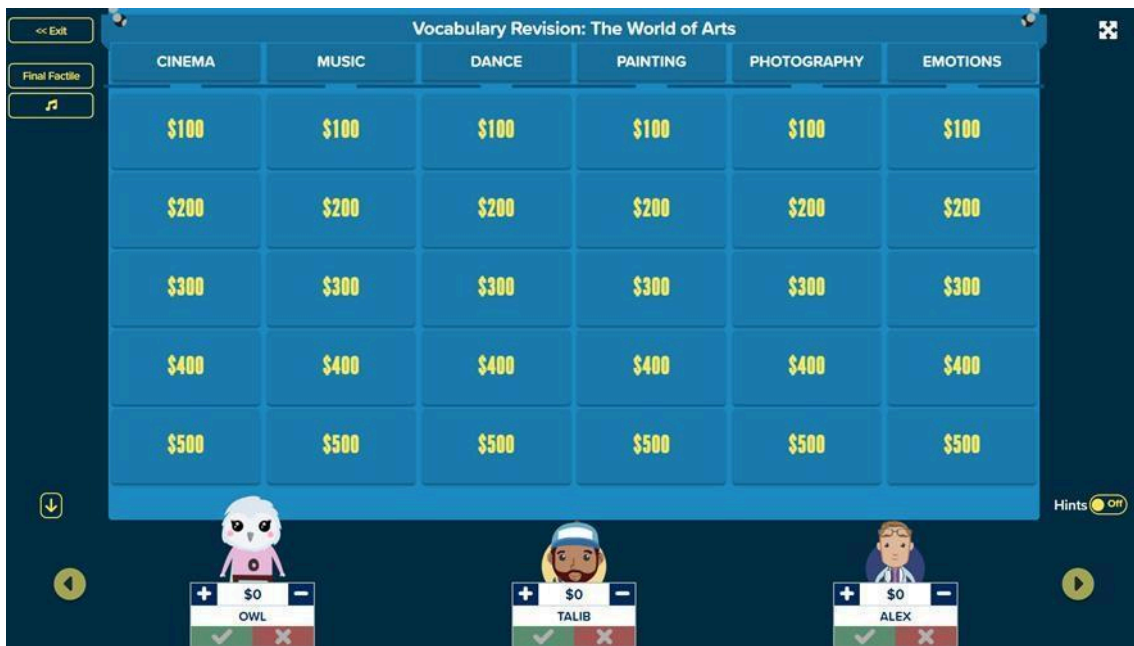 << Exit
Vocabulary Revision: The World of Arts
Final Factile
CINEMA MUSIC DANCE PAINTING PHOTOGRAPHY EMOTIONS
$100 $100 $100 $100 $100 $100
$200 $200 $200 $200 $200 $200
$300 $300 $300 $300 $300 $300
$400 $400 $400 $400 $400 $400
$500 $500 $500 $500 $500 $500
Hints Off
$0 $0 $0
OWL TALIB ALEX